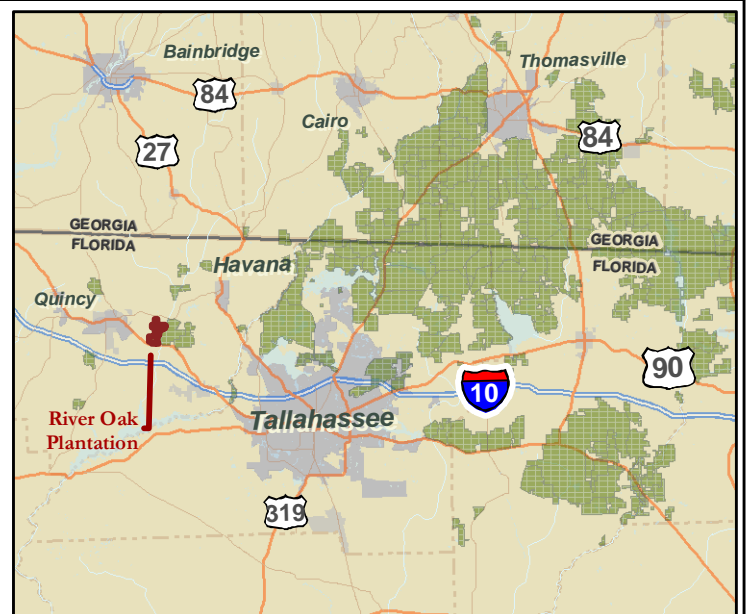 Bainbridge
Thomasville
84
Cairo
84
27
GEORGIA
FLORIDA
GEORGIA
FLORIDA
Havana
Quincy
90
10
River Oak
Plantation
Tallahassee
319